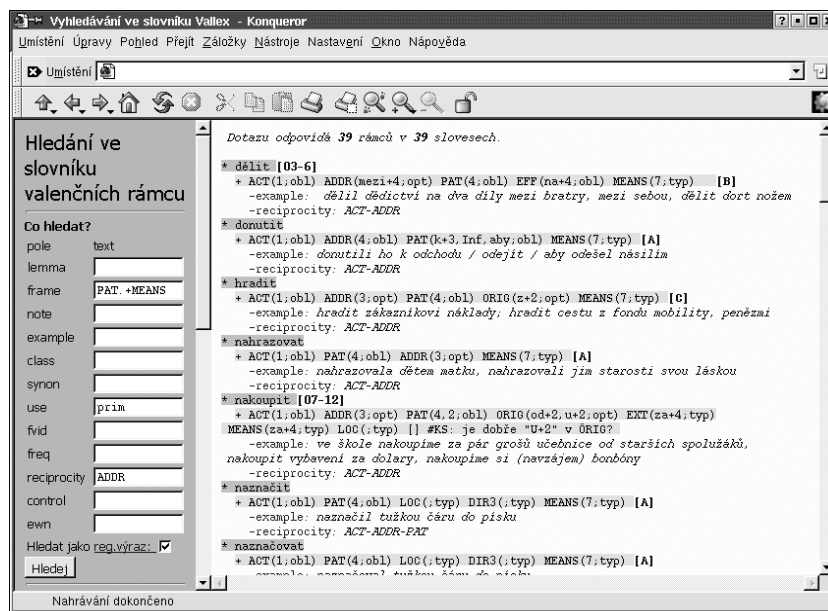 Vyhledávání ve slovníku Vallex - Konqueror
Umístění Úpravy Pohled Přejít Záložky Nástroje Nastavení Okno Nápověda
Umístění
Hledání ve
slovníku
valenčních rámcu
Co hledat?
pole text
lemma
frame PAT.+MEANS
note
example
class
synon
use prim
fvid
freq
reciprocity ADDR
control
ewn
Hledat jako reg.výraz:
Hledej
Dotazu odpovídá 39 rámců v 39 slovesech.
* dělit [03-6]
+ ACT(1;obl) ADDR(mezi+4;opt) PAT(4;obl) EFF(na+4;obl) MEANS(7;typ) [B]
-example: dělil dědictví na dva díly mezi bratry, mezi sebou, dělit dort nožem
-reciprocity: ACT-ADDR
* donutit
+ ACT(1;obl) ADDR(4;obl) PAT(k+3,Inf,aby;obl) MEANS(7;typ) [A]
-example: donutili ho k odchodu / odejít / aby odešel násilím
-reciprocity: ACT-ADDR
* hradit
+ ACT(1;obl) ADDR(3;opt) PAT(4;obl) ORIG(z+2;opt) MEANS(7;typ) [C]
-example: hradit zákazníkovi náklady; hradit cestu z fondu mobility, penězmi
-reciprocity: ACT-ADDR
* nahrazovat
+ ACT(1;obl) PAT(4;obl) ADDR(3;opt) MEANS(7;typ) [A]
-example: nahrazovala dětem matku, nahrazovali jim starosti svou láskou
-reciprocity: ACT-ADDR
* nakoupit [07-12]
+ ACT(1;obl) ADDR(3;opt) PAT(4,2;obl) ORIG(od+2,u+2;opt) EXT(za+4;typ)
MEANS(za+4;typ) LOC(;typ) [] #KS: je dobře "U+2" v ORIG?
-example: ve škole nakoupíme za pár grošů učebnice od starších spolužáků,
nakoupit vybavení za dolary, nakoupíme si (navzájem) bonbóny
-reciprocity: ACT-ADDR
* naznačit
+ ACT(1;obl) PAT(4;obl) LOC(;typ) DIR3(;typ) MEANS(7;typ) [A]
-example: naznačil tužkou čáru do písku
-reciprocity: ACT-ADDR-PAT
* naznačovat
+ ACT(1;obl) PAT(4;obl) LOC(;typ) DIR3(;typ) MEANS(7;typ) [A]
Nahrávání dokončeno